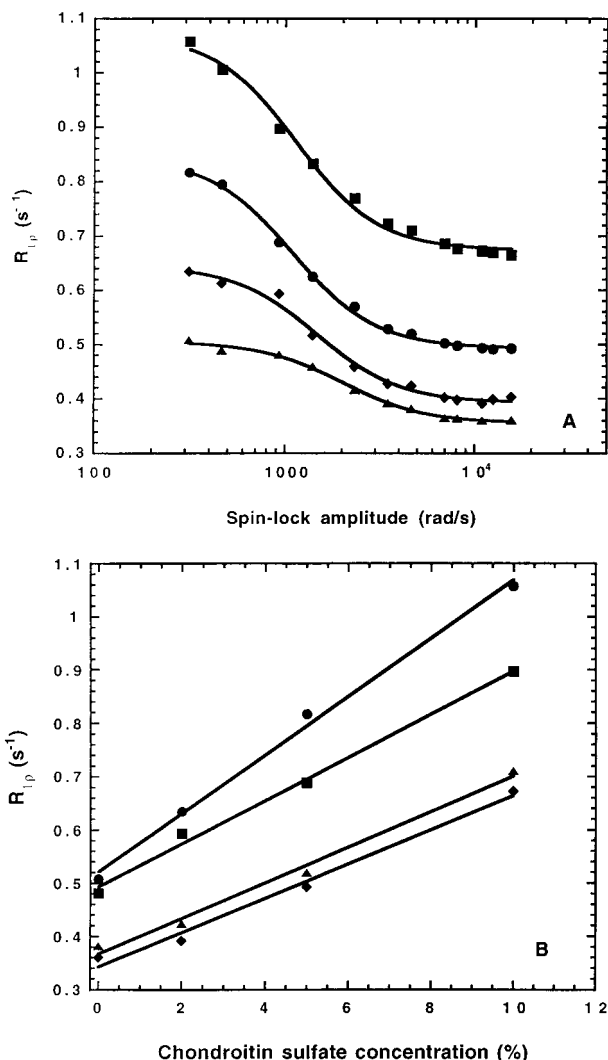 1.1
1
0.9
0.8
0.7
0.6
0.5
0.4
0.3
R1ρ (s⁻¹)
A
100 1000 10⁴
Spin-lock amplitude (rad/s)
1.1
1
0.9
0.8
0.7
0.6
0.5
0.4
0.3
R1ρ (s⁻¹)
B
0 2 4 6 8 10 12
Chondroitin sulfate concentration (%)